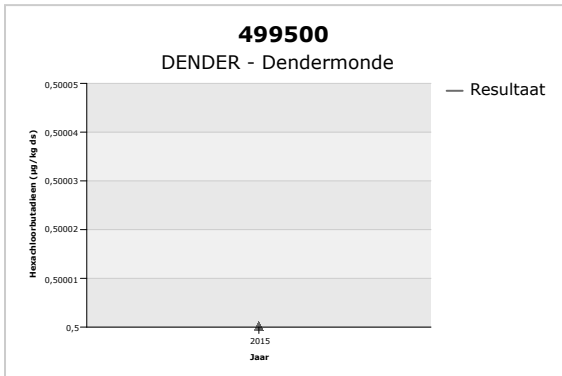 499500
DENDER - Dendermonde
Resultaat
Hexachloorbutadieen (µg/kg ds)
0,50005
0,50004
0,50003
0,50002
0,50001
0,5
2015
Jaar